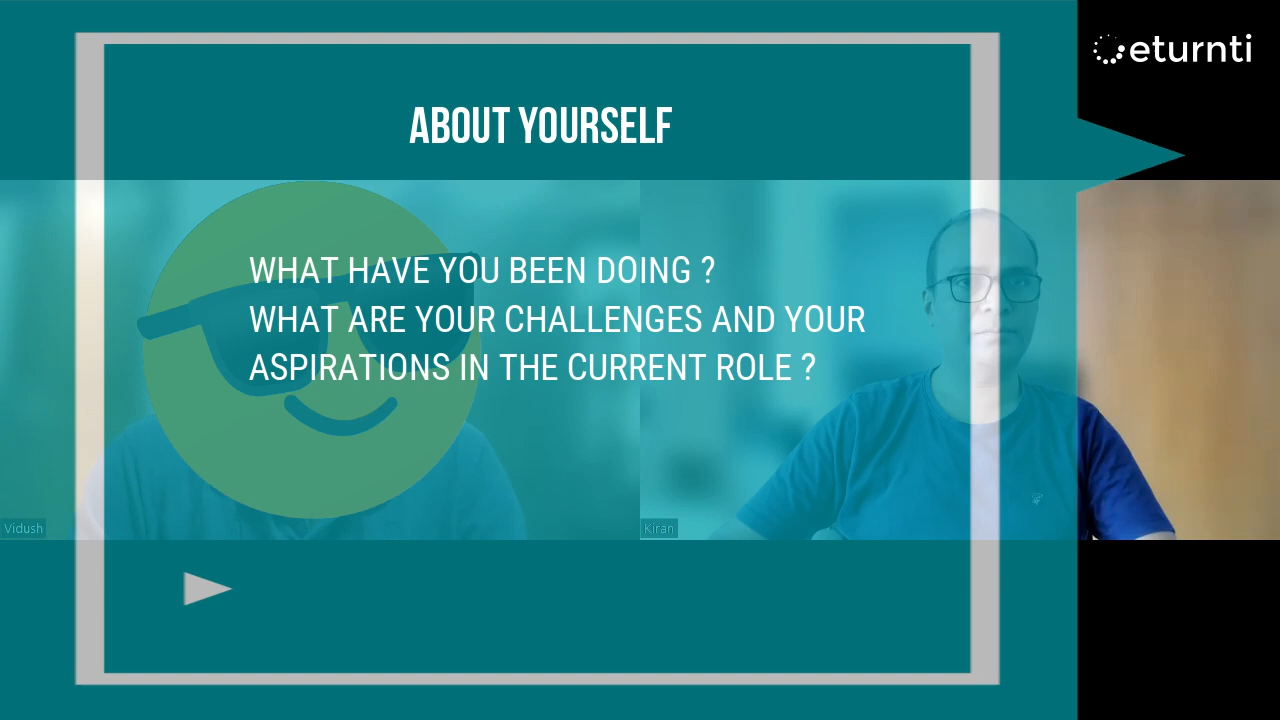 eturnti
ABOUT YOURSELF
WHAT HAVE YOU BEEN DOING ?
WHAT ARE YOUR CHALLENGES AND YOUR
ASPIRATIONS IN THE CURRENT ROLE ?
Vidush
Kiran